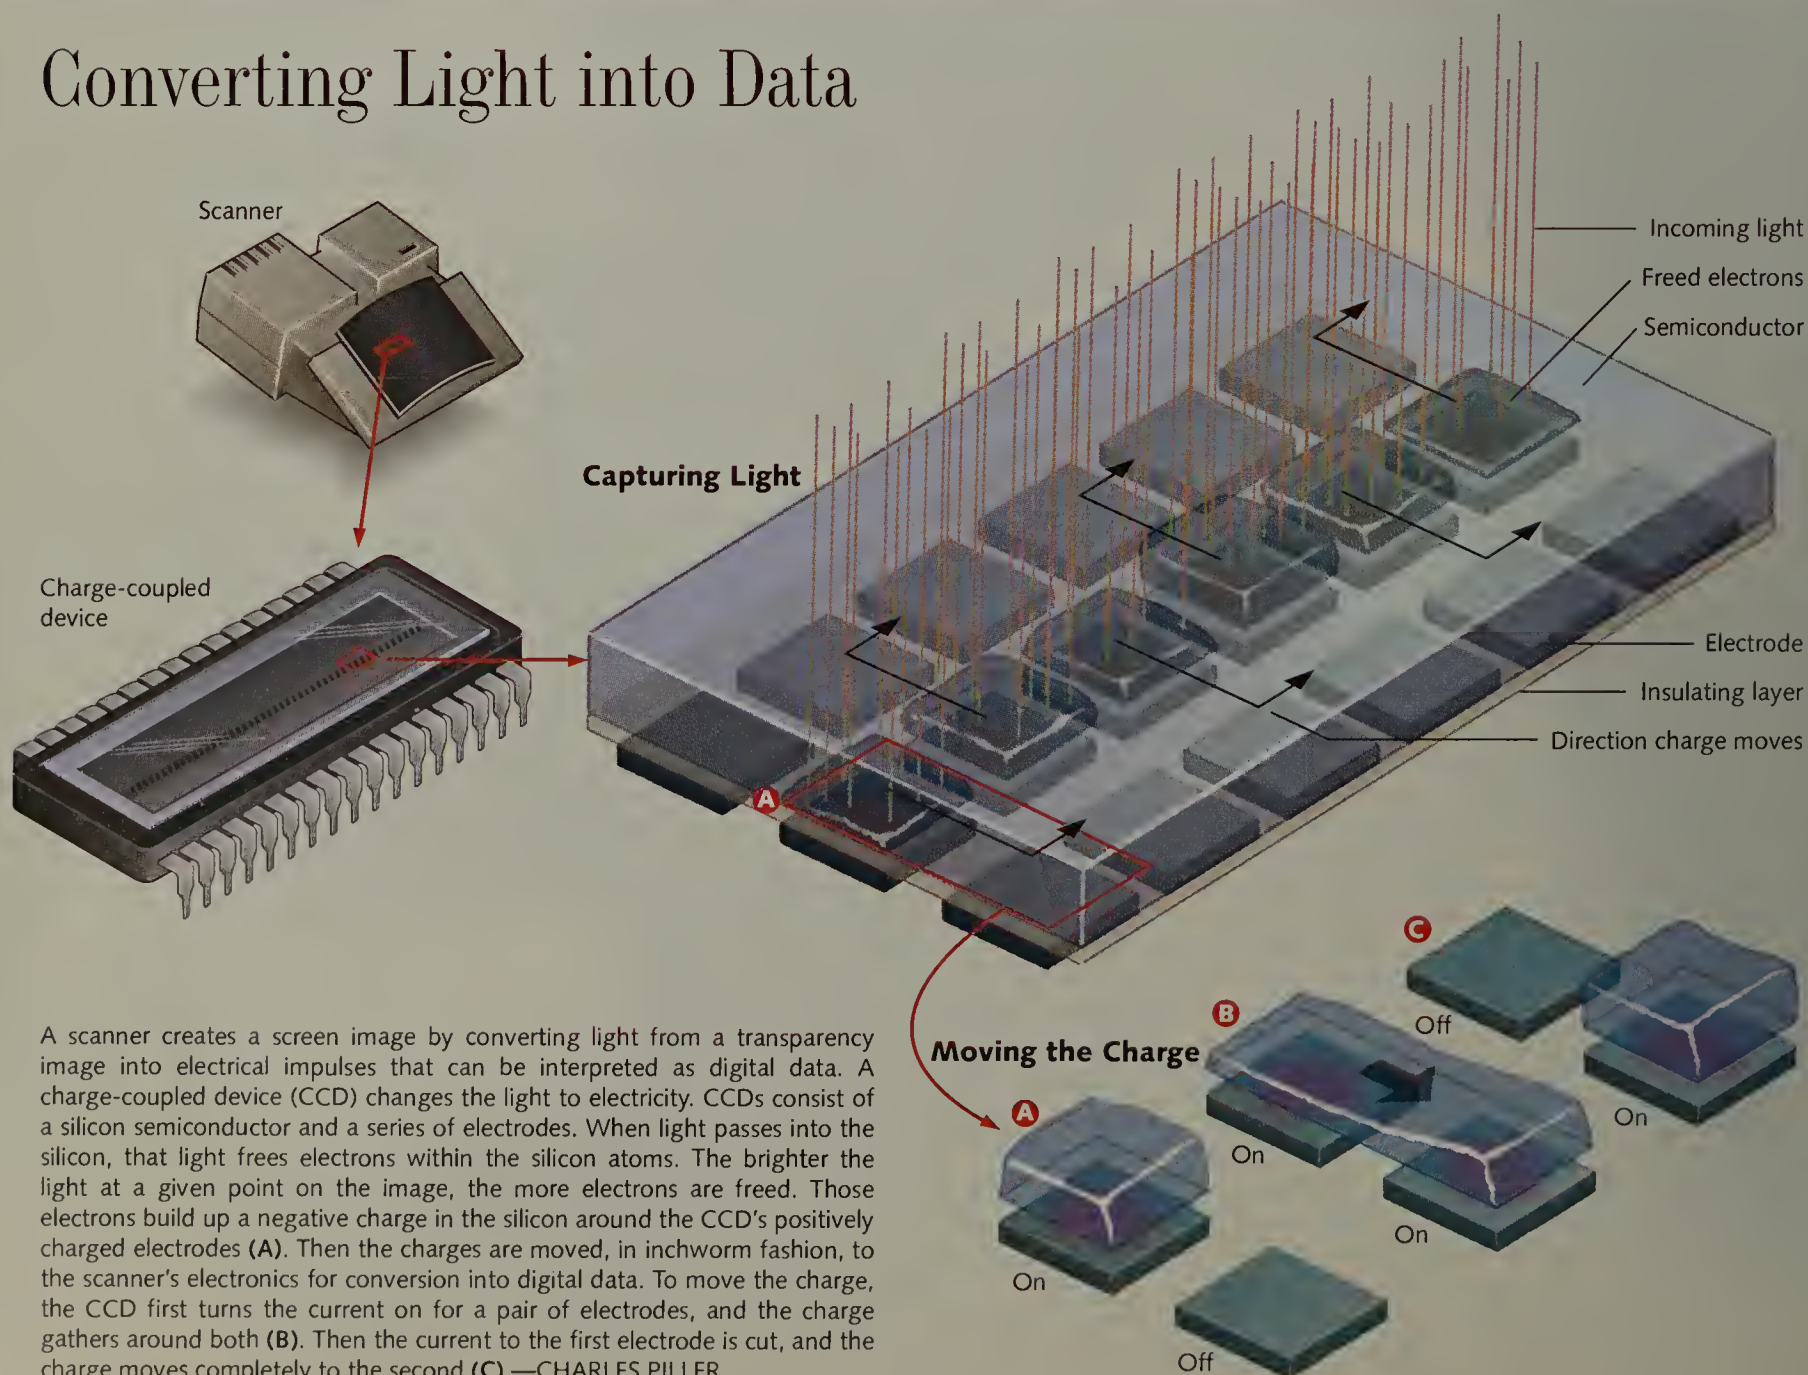 Converting Light into Data
Scanner
Incoming light
Freed electrons
Semiconductor
Capturing Light
Charge-coupled
device
Electrode
Insulating layer
Direction charge moves
A
A scanner creates a screen image by converting light from a transparency
image into electrical impulses that can be interpreted as digital data. A
charge-coupled device (CCD) changes the light to electricity. CCDs consist of
a silicon semiconductor and a series of electrodes. When light passes into the
silicon, that light frees electrons within the silicon atoms. The brighter the
light at a given point on the image, the more electrons are freed. Those
electrons build up a negative charge in the silicon around the CCD's positively
charged electrodes (A). Then the charges are moved, in inchworm fashion, to
the scanner's electronics for conversion into digital data. To move the charge,
the CCD first turns the current on for a pair of electrodes, and the charge
gathers around both (B). Then the current to the first electrode is cut, and the
charge moves completely to the second (C).—CHARLES PILLER
Moving the Charge
A
On
Off
B
On
On
C
Off
On